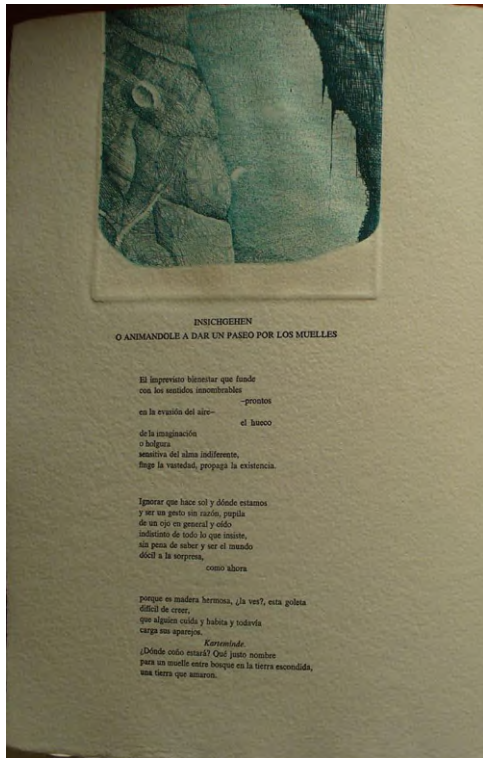 INSICHGEHEN
O ANIMANDOLE A DAR UN PASEO POR LOS MUELLES
El imprevisto bienestar que funde
con los sentidos innombrables
–prontos
en la evasión del aire–
el hueco
de la imaginación
o holgura
sensitiva del alma indiferente,
finge la vastedad, propaga la existencia.
Ignorar que hace sol y dónde estamos
y ser un gesto sin razón, pupila
de un ojo en general y oído
indistinto de todo lo que insiste,
sin pena de saber y ser el mundo
dócil a la sorpresa,
como ahora
porque es madera hermosa, ¿la ves?, esta goleta
difícil de creer,
que alguien cuida y habita y todavía
carga sus aparejos.
Karteminde.
¿Dónde coño estará? Qué justo nombre
para un muelle entre bosque en la tierra escondida,
una tierra que amaron.